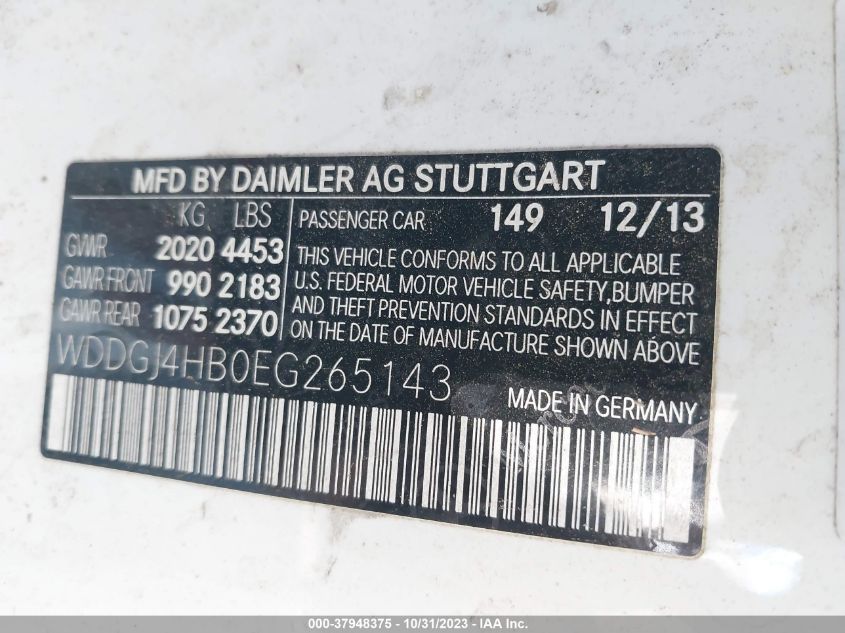 MFD BY DAIMLER AG STUTTGART
KG LBS
GVWR 2020 4453
GAWR FRONT 990 2183
GAWR REAR 1075 2370
PASSENGER CAR 149 12/13
THIS VEHICLE CONFORMS TO ALL APPLICABLE
U.S. FEDERAL MOTOR VEHICLE SAFETY,BUMPER
AND THEFT PREVENTION STANDARDS IN EFFECT
ON THE DATE OF MANUFACTURE SHOWN ABOVE
WDDGJ4HB0EG265143
MADE IN GERMANY
000-37948375 - 10/31/2023 - IAA Inc.